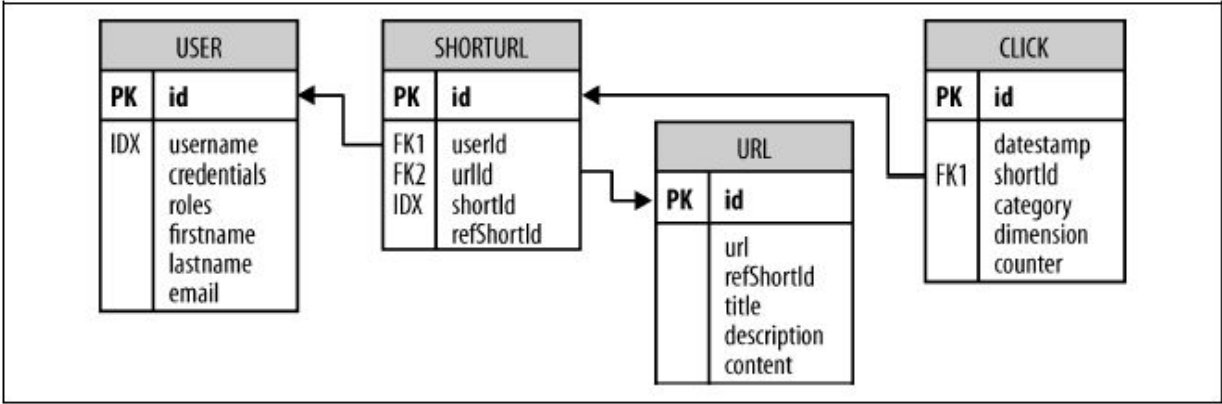 USER
PK id
IDX username
credentials
roles
firstname
lastname
email
SHORTURL
PK id
FK1 userId
FK2 urlId
IDX shortId
refShortId
URL
PK id
url
refShortId
title
description
content
CLICK
PK id
datestamp
FK1 shortId
category
dimension
counter